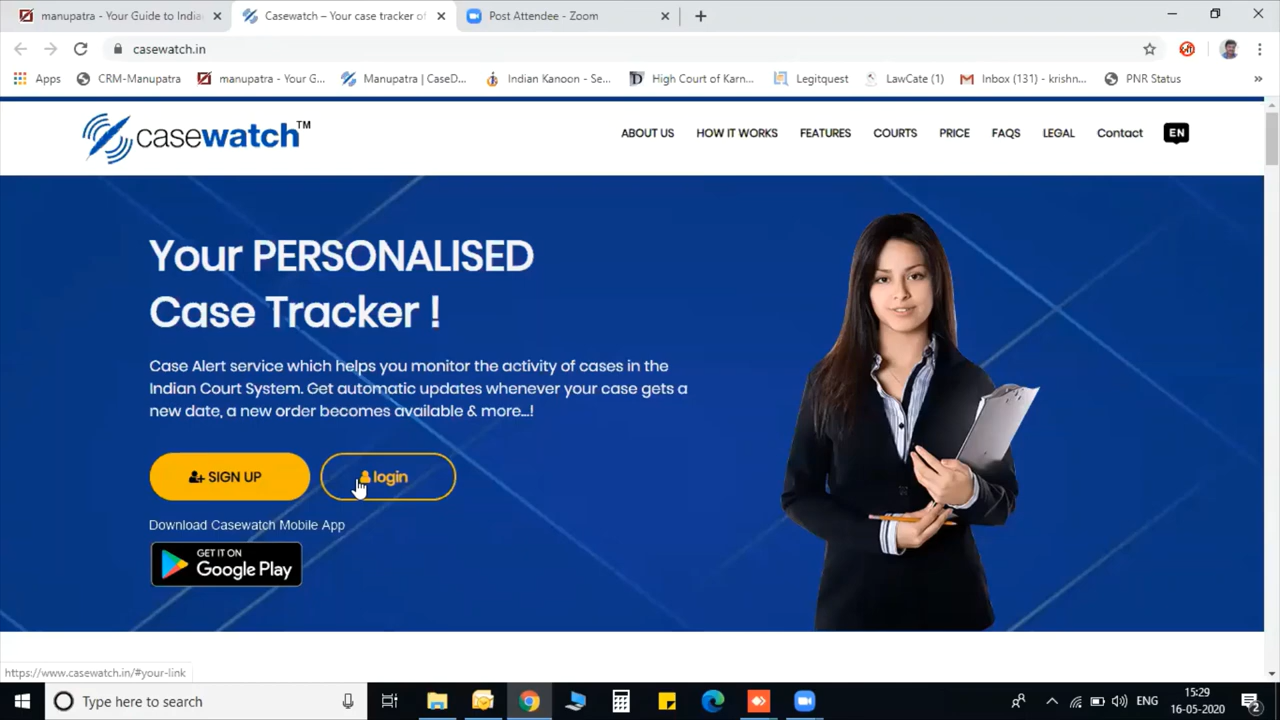 manupatra - Your Guide to India
Casewatch – Your case tracker of
Post Attendee - Zoom
casewatch.in
Apps
CRM-Manupatra
manupatra - Your G...
Manupatra | CaseD...
Indian Kanoon - Se...
High Court of Karn...
Legitquest
LawCate (1)
Inbox (131) - krishn...
PNR Status
»
casewatch™
ABOUT US
HOW IT WORKS
FEATURES
COURTS
PRICE
FAQS
LEGAL
Contact
EN
Your PERSONALISED
Case Tracker !
Case Alert service which helps you monitor the activity of cases in the
Indian Court System. Get automatic updates whenever your case gets a
new date, a new order becomes available & more...!
SIGN UP
login
Download Casewatch Mobile App
GET IT ON
Google Play
https://www.casewatch.in/#your-link
Type here to search
ENG
15:29
16-05-2020
2